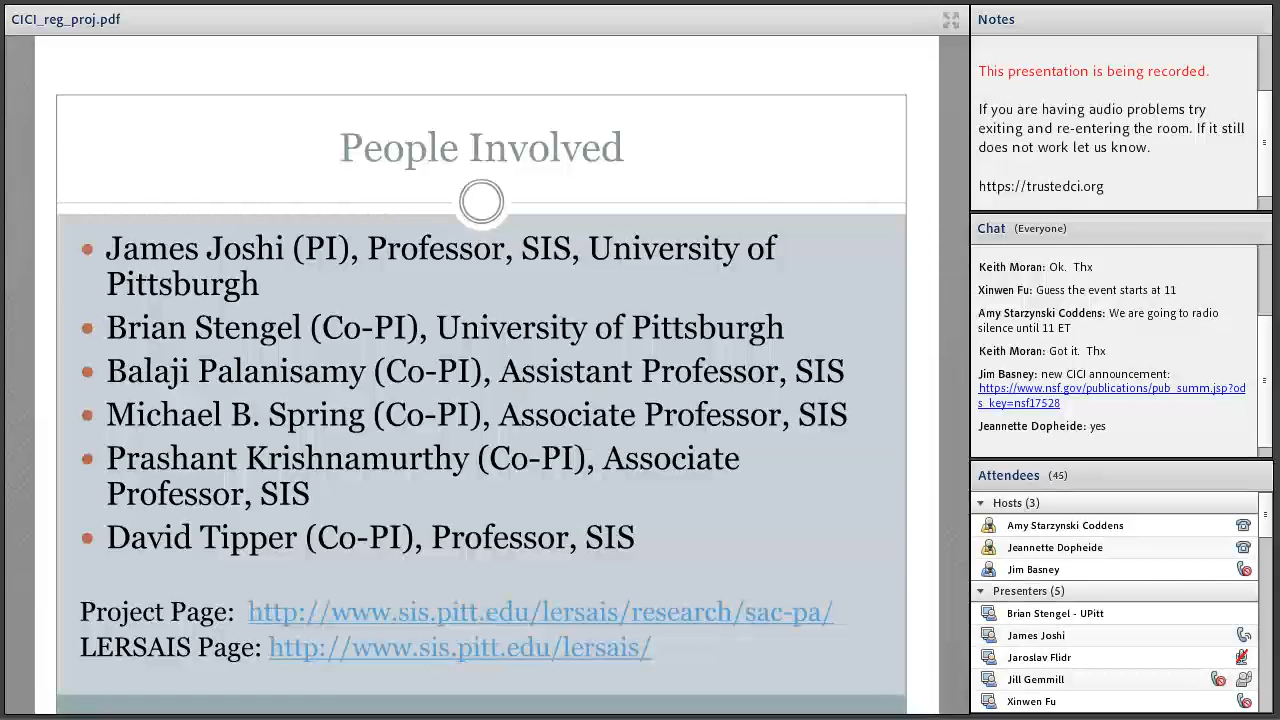 CICI_reg_proj.pdf
People Involved
James Joshi (PI), Professor, SIS, University of
Pittsburgh
Brian Stengel (Co-PI), University of Pittsburgh
Balaji Palanisamy (Co-PI), Assistant Professor, SIS
Michael B. Spring (Co-PI), Associate Professor, SIS
Prashant Krishnamurthy (Co-PI), Associate
Professor, SIS
David Tipper (Co-PI), Professor, SIS
Project Page: http://www.sis.pitt.edu/lersais/research/sac-pa/
LERSAIS Page: http://www.sis.pitt.edu/lersais/
Notes
This presentation is being recorded.
If you are having audio problems try
exiting and re-entering the room. If it still
does not work let us know.
https://trustedci.org
Chat (Everyone)
Keith Moran: Ok. Thx
Xinwen Fu: Guess the event starts at 11
Amy Starzynski Coddens: We are going to radio
silence until 11 ET
Keith Moran: Got it. Thx
Jim Basney: new CICI announcement:
https://www.nsf.gov/publications/pub_summ.jsp?od
s_key=nsf17528
Jeannette Dopheide: yes
Attendees (45)
Hosts (3)
Amy Starzynski Coddens
Jeannette Dopheide
Jim Basney
Presenters (5)
Brian Stengel - UPitt
James Joshi
Jaroslav Flidr
Jill Gemmill
Xinwen Fu